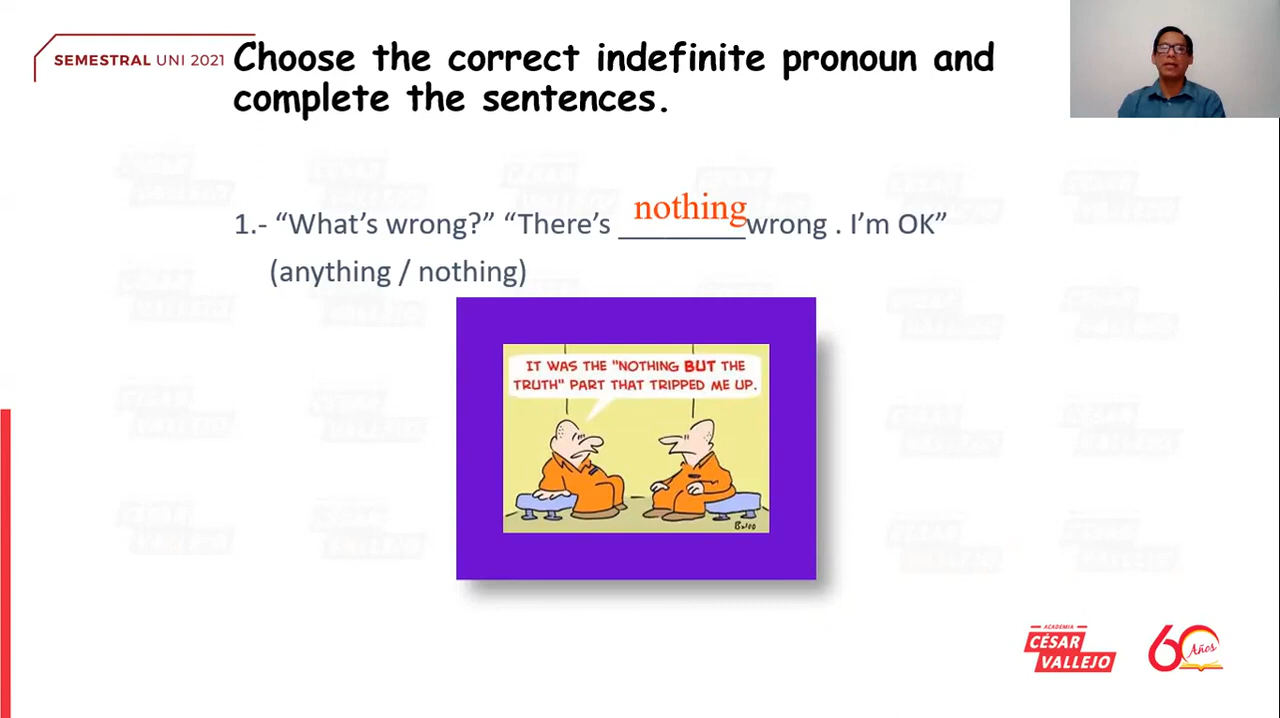 SEMESTRAL UNI 2021
Choose the correct indefinite pronoun and
complete the sentences.
1.- “What’s wrong?” “There’s nothing wrong . I’m OK”
(anything / nothing)
IT WAS THE "NOTHING BUT THE
TRUTH" PART THAT TRIPPED ME UP.
ACADEMIA
CÉSAR
VALLEJO
60 Años